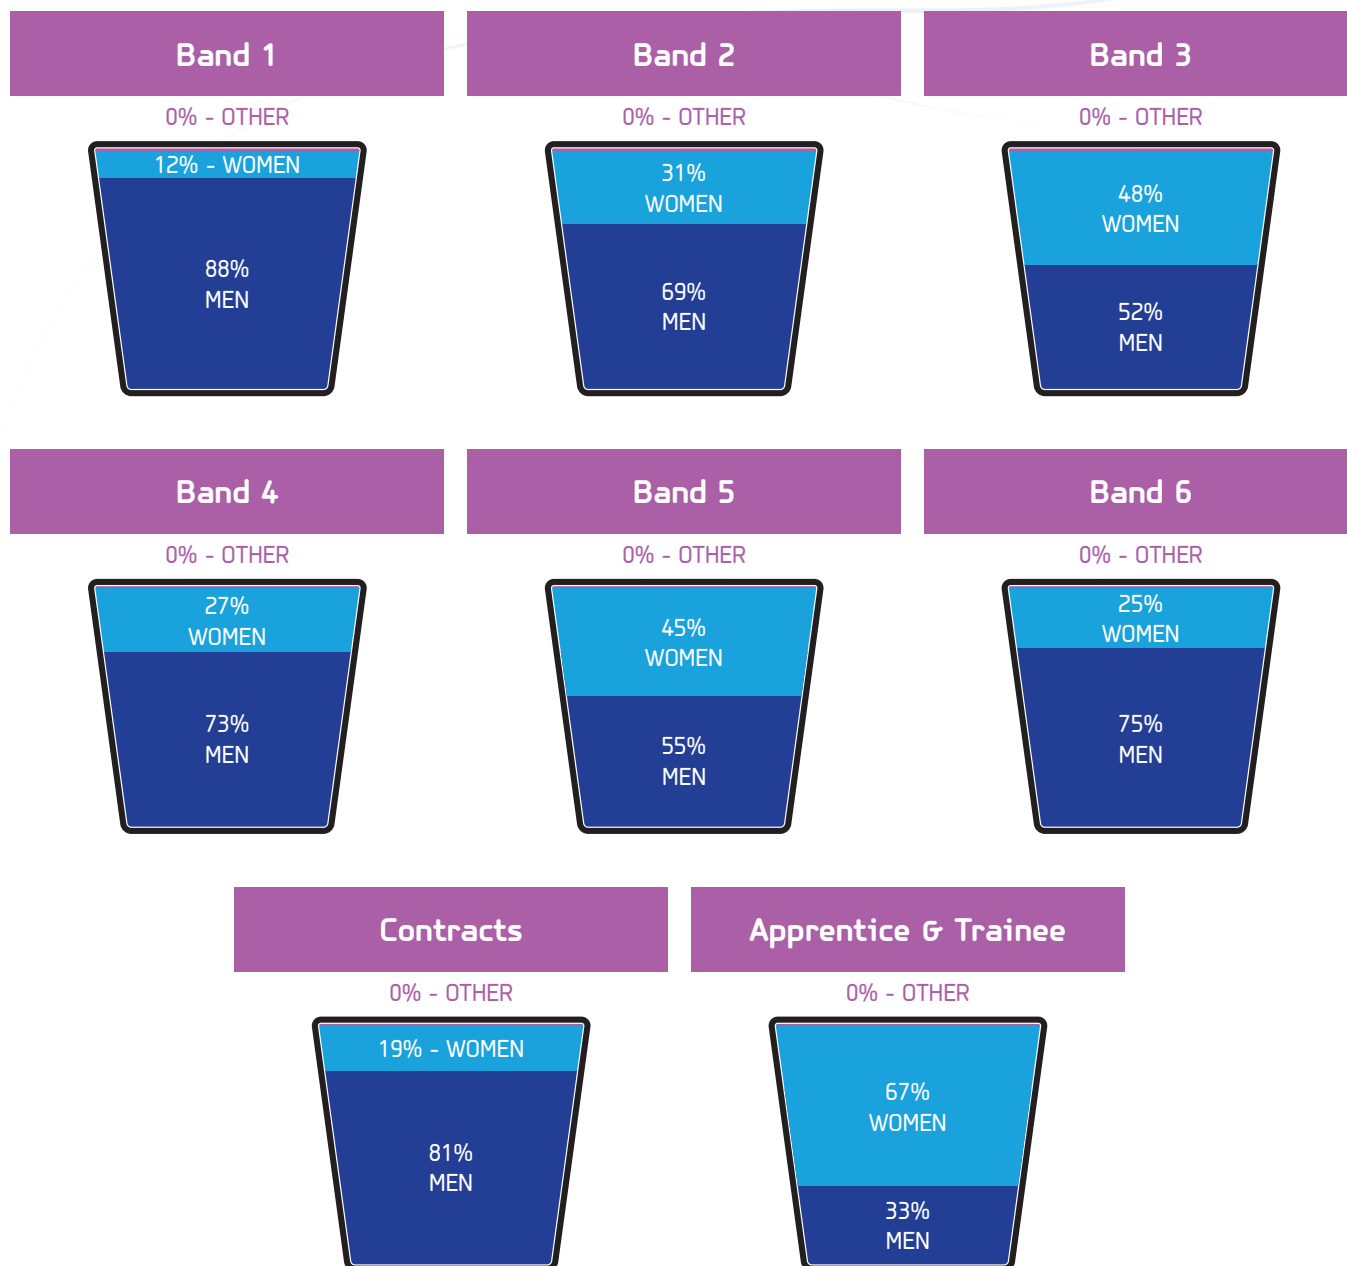 Band 1
0% - OTHER
12% - WOMEN
88%
MEN
Band 2
0% - OTHER
31%
WOMEN
69%
MEN
Band 3
0% - OTHER
48%
WOMEN
52%
MEN
Band 4
0% - OTHER
27%
WOMEN
73%
MEN
Band 5
0% - OTHER
45%
WOMEN
55%
MEN
Band 6
0% - OTHER
25%
WOMEN
75%
MEN
Contracts
0% - OTHER
19% - WOMEN
81%
MEN
Apprentice & Trainee
0% - OTHER
67%
WOMEN
33%
MEN